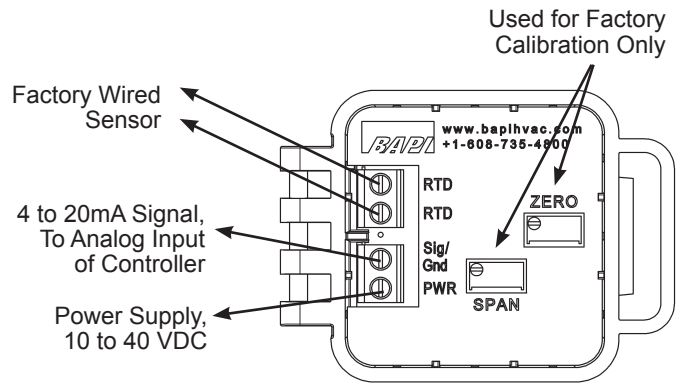 Used for Factory
Calibration Only
Factory Wired
Sensor
BAPI
www.bapihvac.com
+1-608-735-4800
RTD
RTD
ZERO
4 to 20mA Signal,
To Analog Input
of Controller
Sig/
Gnd
PWR
SPAN
Power Supply,
10 to 40 VDC